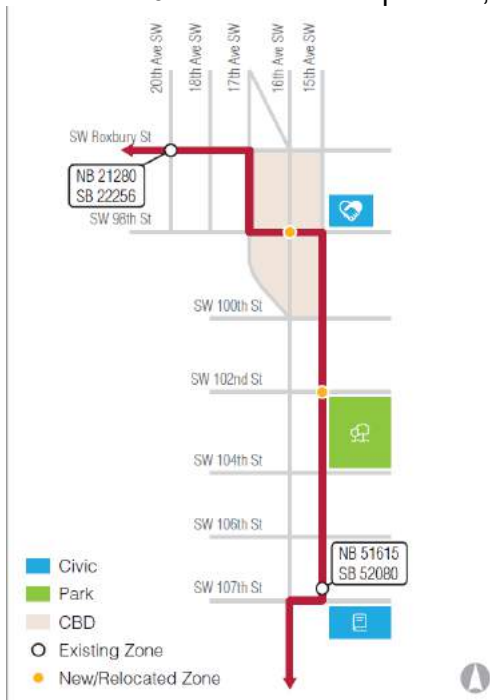 20th Ave SW
18th Ave SW
17th Ave SW
16th Ave SW
15th Ave SW
SW Roxbury St
NB 21280
SB 22256
SW 98th St
SW 100th St
SW 102nd St
SW 104th St
SW 106th St
NB 51615
SB 52080
SW 107th St
Civic
Park
CBD
Existing Zone
New/Relocated Zone